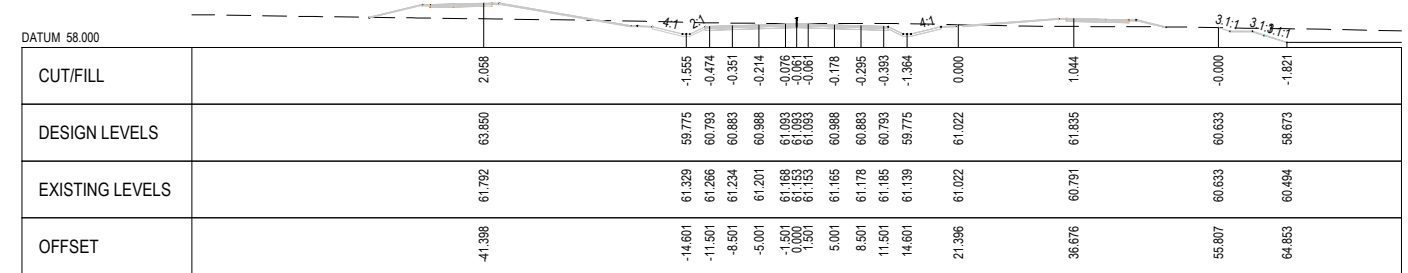 4:1 2:1 1 4:1 3.1:1 3.1:1 3.1:1
DATUM 58.000
CUT/FILL 2.058 -1.555 -0.474 -0.351 -0.214 -0.076 -0.061 -0.061 -0.178 -0.295 -0.393 -1.364 0.000 1.044 -0.000 -1.821
DESIGN LEVELS 63.850 59.775 60.793 60.883 60.988 61.093 61.093 61.093 60.988 60.883 60.793 59.775 61.022 61.835 60.633 58.673
EXISTING LEVELS 61.792 61.329 61.266 61.234 61.201 61.168 61.153 61.153 61.165 61.178 61.185 61.139 61.022 60.791 60.633 60.494
OFFSET -41.398 -14.601 -11.501 -8.501 -5.001 -1.501 0.000 1.501 5.001 8.501 11.501 14.601 21.396 36.676 55.807 64.853